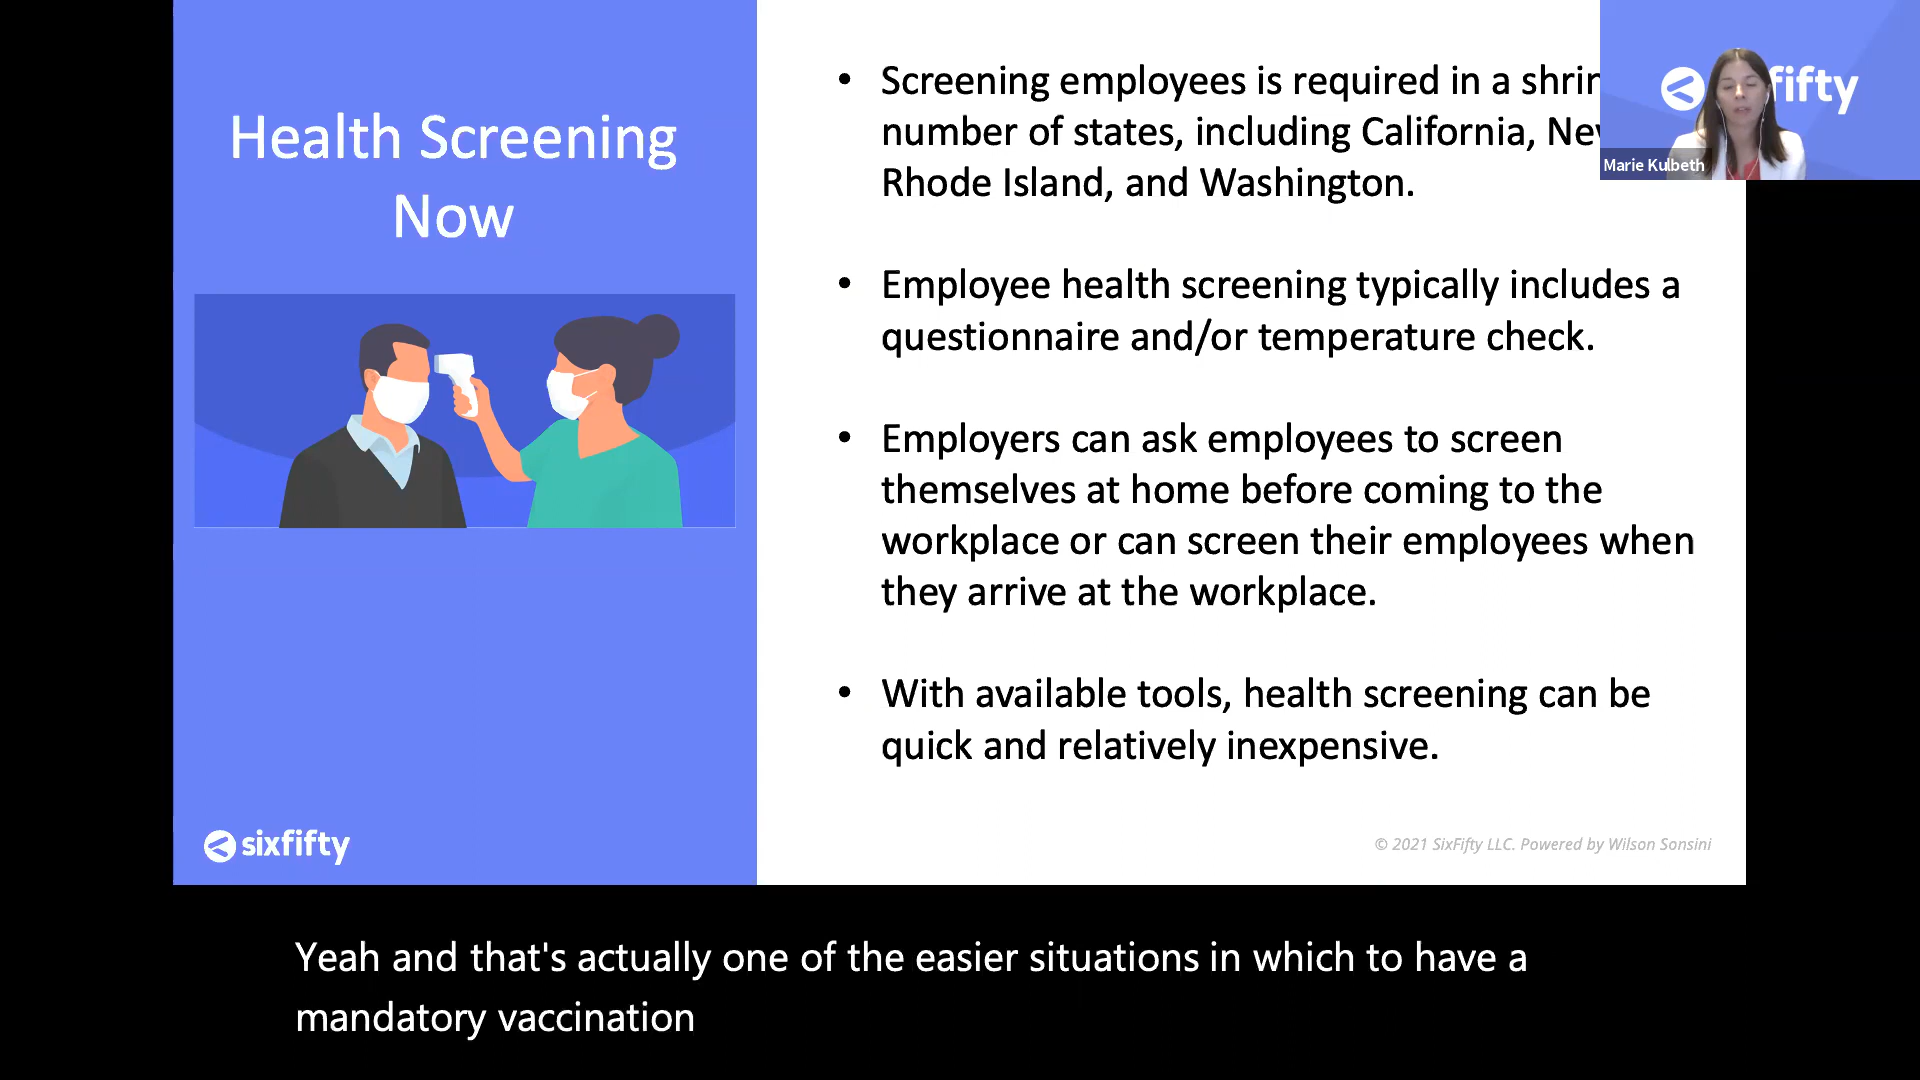 Health Screening
Now
• Screening employees is required in a
number of states, including California,
Rhode Island, and Washington.
• Employee health screening typically includes a
questionnaire and/or temperature check.
• Employers can ask employees to screen
themselves at home before coming to the
workplace or can screen their employees when
they arrive at the workplace.
• With available tools, health screening can be
quick and relatively inexpensive.
sixfifty
© 2021 SixFifty LLC. Powered by Wilson Sonsini
fifty
Marie Kulbeth
Yeah and that's actually one of the easier situations in which to have a
mandatory vaccination